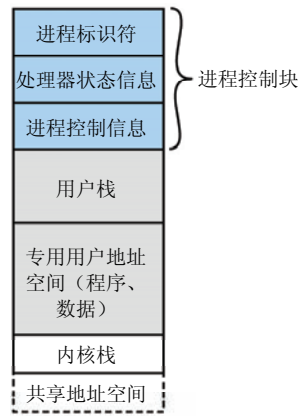 进程标识符
处理器状态信息
进程控制块
进程控制信息
用户栈
专用用户地址
空间（程序、
数据）
内核栈
共享地址空间